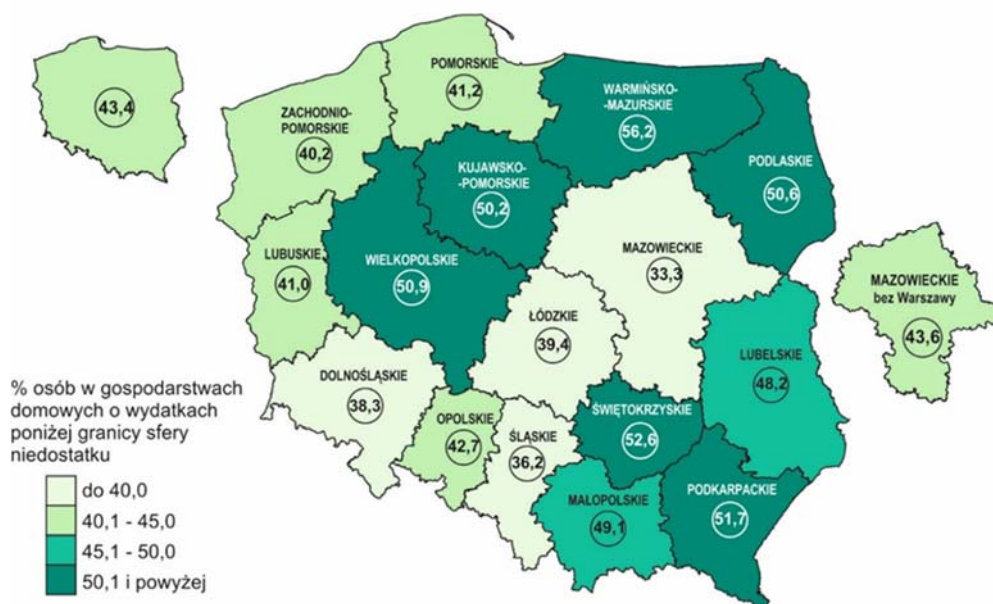 43,4
POMORSKIE
41,2
ZACHODNIO-
POMORSKIE
40,2
WARMIŃSKO-
-MAZURSKIE
56,2
PODLASKIE
50,6
KUJAWSKO-
-POMORSKIE
50,2
LUBUSKIE
41,0
WIELKOPOLSKIE
50,9
MAZOWIECKIE
33,3
MAZOWIECKIE
bez Warszawy
43,6
ŁÓDZKIE
39,4
LUBELSKIE
48,2
DOLNOŚLĄSKIE
38,3
OPOLSKIE
42,7
ŚLĄSKIE
36,2
ŚWIĘTOKRZYSKIE
52,6
MAŁOPOLSKIE
49,1
PODKARPACKIE
51,7
% osób w gospodarstwach
domowych o wydatkach
poniżej granicy sfery
niedostatku
do 40,0
40,1 - 45,0
45,1 - 50,0
50,1 i powyżej